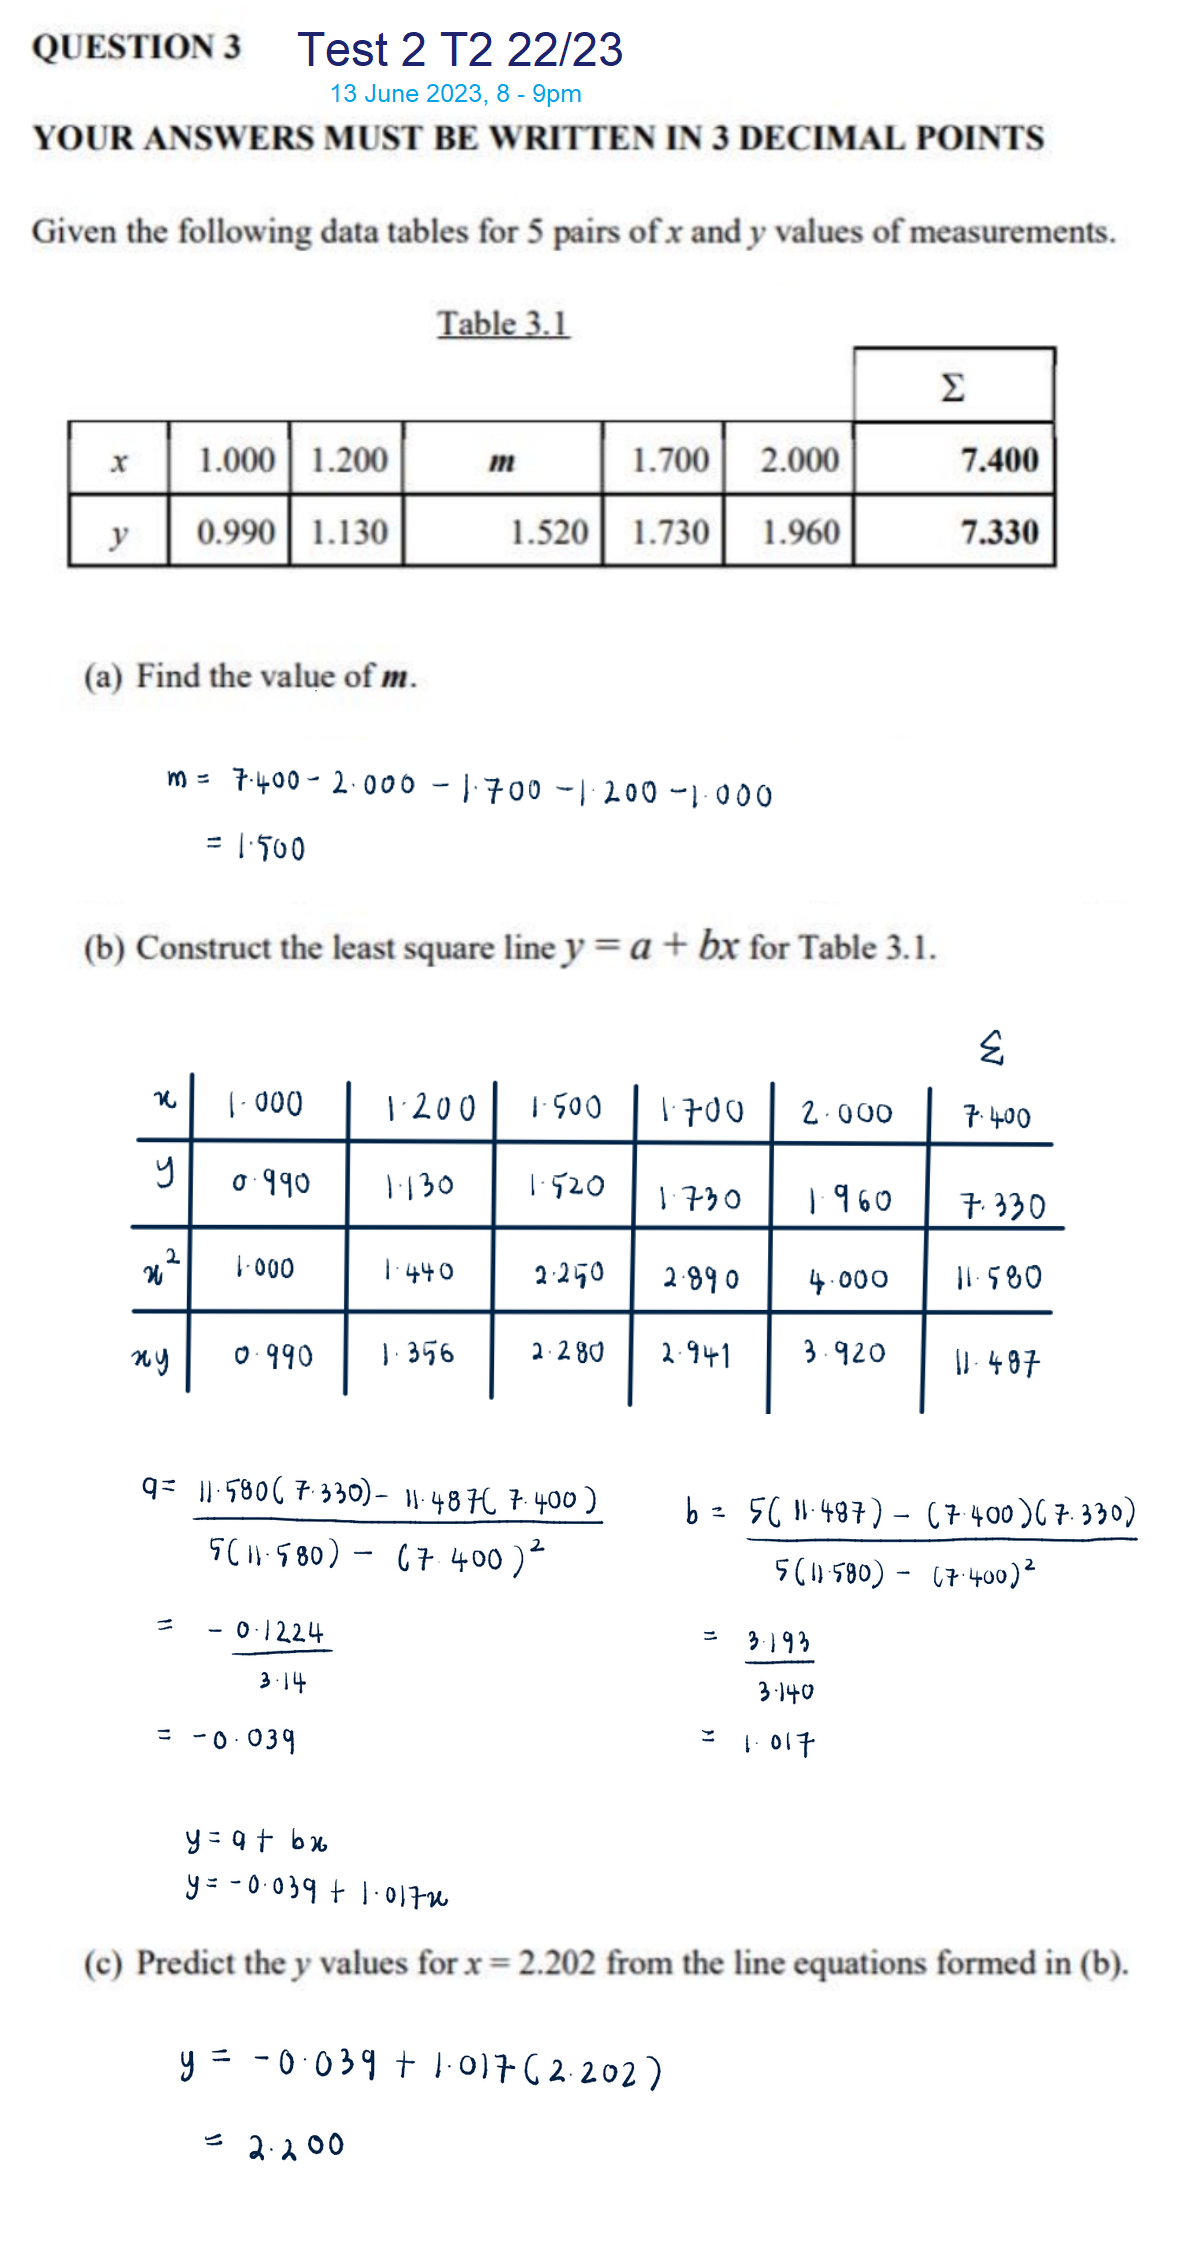 QUESTION 3 Test 2 T2 22/23
13 June 2023, 8 - 9pm
YOUR ANSWERS MUST BE WRITTEN IN 3 DECIMAL POINTS
Given the following data tables for 5 pairs of x and y values of measurements.
Table 3.1
Σ
x 1.000 1.200 m 1.700 2.000 7.400
y 0.990 1.130 1.520 1.730 1.960 7.330
(a) Find the value of m.
m = 7.400 - 2.000 - 1.700 - 1.200 - 1.000
= 1.500
(b) Construct the least square line y = a + bx for Table 3.1.
Σ
x 1.000 1.200 1.500 1.700 2.000 7.400
y 0.990 1.130 1.520 1.730 1.960 7.330
x² 1.000 1.440 2.250 2.890 4.000 11.580
xy 0.990 1.356 2.280 2.941 3.920 11.487
a = 11.580(7.330) - 11.487(7.400)
5(11.580) - (7.400)²
= -0.1224
3.14
= -0.039
b = 5(11.487) - (7.400)(7.330)
5(11.580) - (7.400)²
= 3.193
3.140
= 1.017
y = a + bx
y = -0.039 + 1.017x
(c) Predict the y values for x = 2.202 from the line equations formed in (b).
y = -0.039 + 1.017(2.202)
= 2.200